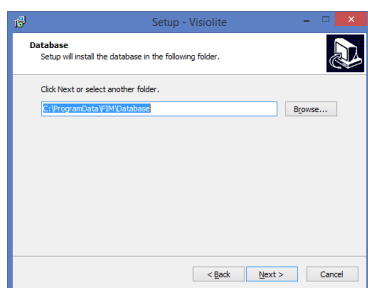 Setup - Visiolite
Database
Setup will install the database in the following folder.
Click Next or select another folder.
C:\ProgramData\FIM\Database
Browse...
< Back
Next >
Cancel